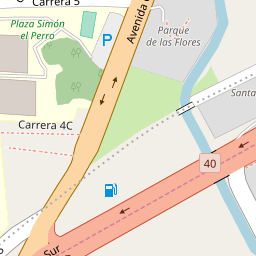 Carrera 5
Plaza Simón
el Perro
P
Avenida
Parque
de las Flores
Santa
Carrera 4C
40
Sur